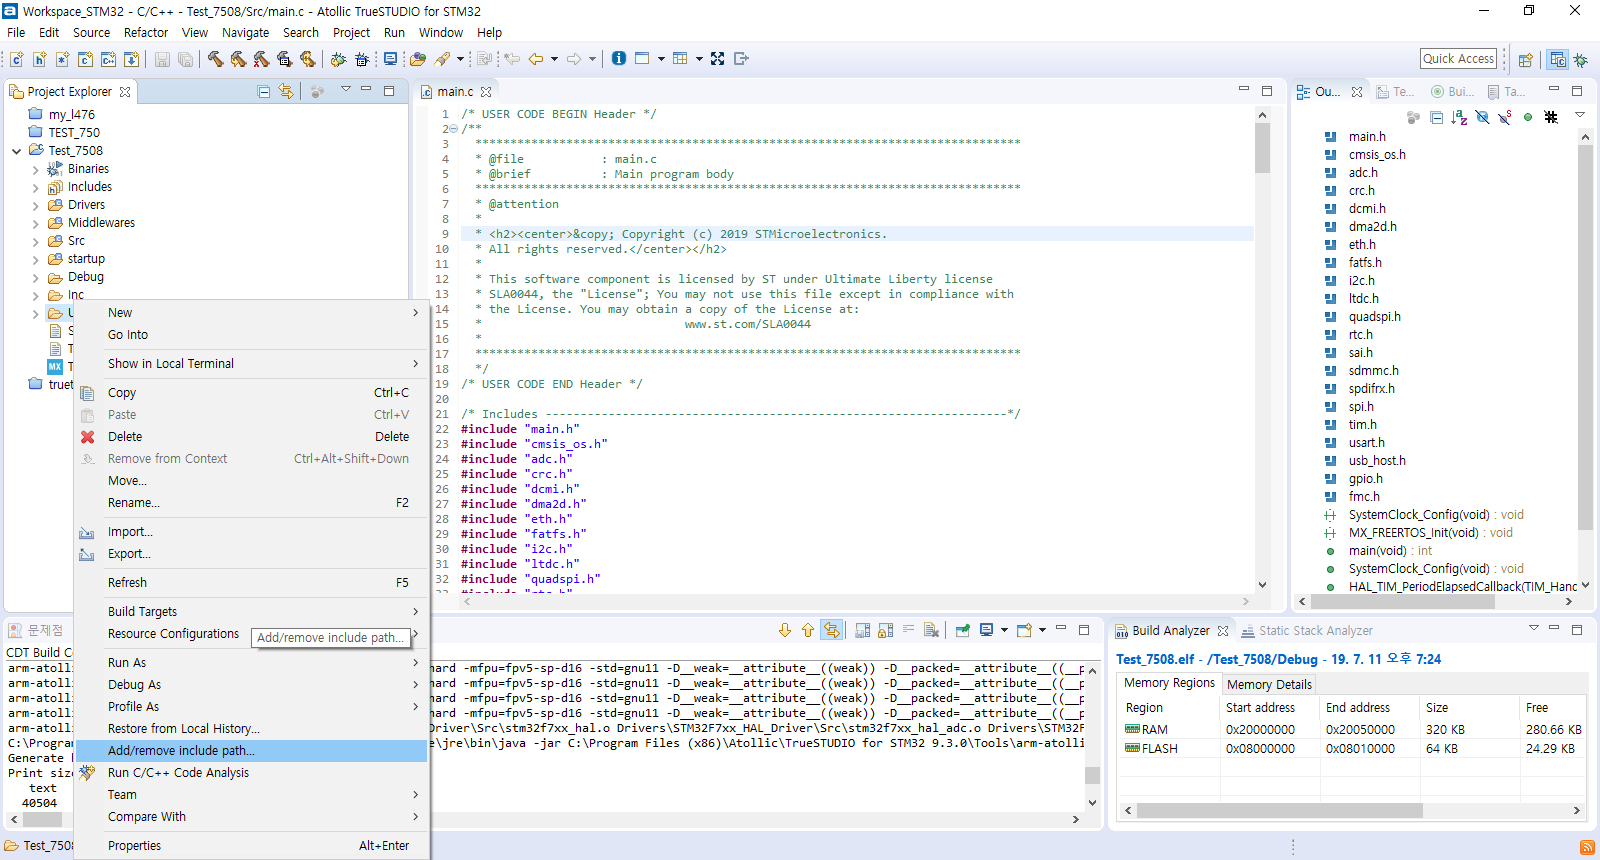 Workspace_STM32 - C/C++ - Test_7508/Src/main.c - Atollic TrueSTUDIO for STM32
File Edit Source Refactor View Navigate Search Project Run Window Help
Quick Access
Project Explorer
my_l476
TEST_750
Test_7508
Binaries
Includes
Drivers
Middlewares
Src
startup
Debug
Inc
U
S
T
MX T
truet
New
Go Into
Show in Local Terminal
Copy Ctrl+C
Paste Ctrl+V
Delete Delete
Remove from Context Ctrl+Alt+Shift+Down
Move...
Rename... F2
Import...
Export...
Refresh F5
Build Targets
Resource Configurations
Add/remove include path...
Run As
Debug As
Profile As
Restore from Local History...
Add/remove include path...
Run C/C++ Code Analysis
Team
Compare With
Properties Alt+Enter
main.c
1 /* USER CODE BEGIN Header */
2 /**
3 ******************************************************************************
4 * @file : main.c
5 * @brief : Main program body
6 ******************************************************************************
7 * @attention
8 *
9 * <h2><center>&copy; Copyright (c) 2019 STMicroelectronics.
10 * All rights reserved.</center></h2>
11 *
12 * This software component is licensed by ST under Ultimate Liberty license
13 * SLA0044, the "License"; You may not use this file except in compliance with
14 * the License. You may obtain a copy of the License at:
15 * www.st.com/SLA0044
16 *
17 ******************************************************************************
18 */
19 /* USER CODE END Header */
20
21 /* Includes ------------------------------------------------------------------*/
22 #include "main.h"
23 #include "cmsis_os.h"
24 #include "adc.h"
25 #include "crc.h"
26 #include "dcmi.h"
27 #include "dma2d.h"
28 #include "eth.h"
29 #include "fatfs.h"
30 #include "i2c.h"
31 #include "ltdc.h"
32 #include "quadspi.h"
Ou... Te... Bui... Ta...
main.h
cmsis_os.h
adc.h
crc.h
dcmi.h
dma2d.h
eth.h
fatfs.h
i2c.h
ltdc.h
quadspi.h
rtc.h
sai.h
sdmmc.h
spdifrx.h
spi.h
tim.h
usart.h
usb_host.h
gpio.h
fmc.h
SystemClock_Config(void) : void
MX_FREERTOS_Init(void) : void
main(void) : int
SystemClock_Config(void) : void
HAL_TIM_PeriodElapsedCallback(TIM_Hanc
문제점
CDT Build Co
arm-atolli hard -mfpu=fpv5-sp-d16 -std=gnu11 -D__weak=__attribute__((weak)) -D__packed=__attribute__((__p
arm-atolli hard -mfpu=fpv5-sp-d16 -std=gnu11 -D__weak=__attribute__((weak)) -D__packed=__attribute__((__p
arm-atolli hard -mfpu=fpv5-sp-d16 -std=gnu11 -D__weak=__attribute__((weak)) -D__packed=__attribute__((__p
arm-atolli hard -mfpu=fpv5-sp-d16 -std=gnu11 -D__weak=__attribute__((weak)) -D__packed=__attribute__((__p
arm-atolli Driver\Src\stm32f7xx_hal.o Drivers\STM32F7xx_HAL_Driver\Src\stm32f7xx_hal_adc.o Drivers\STM32F
C:\Program e\jre\bin\java -jar C:\Program Files (x86)\Atollic\TrueSTUDIO for STM32 9.3.0\Tools\arm-atolli
Generate
Print size
text
40504
Build Analyzer Static Stack Analyzer
Test_7508.elf - /Test_7508/Debug - 19. 7. 11 오후 7:24
Memory Regions Memory Details
Region Start address End address Size Free
RAM 0x20000000 0x20050000 320 KB 280.66 KB
FLASH 0x08000000 0x08010000 64 KB 24.29 KB
Test_7508